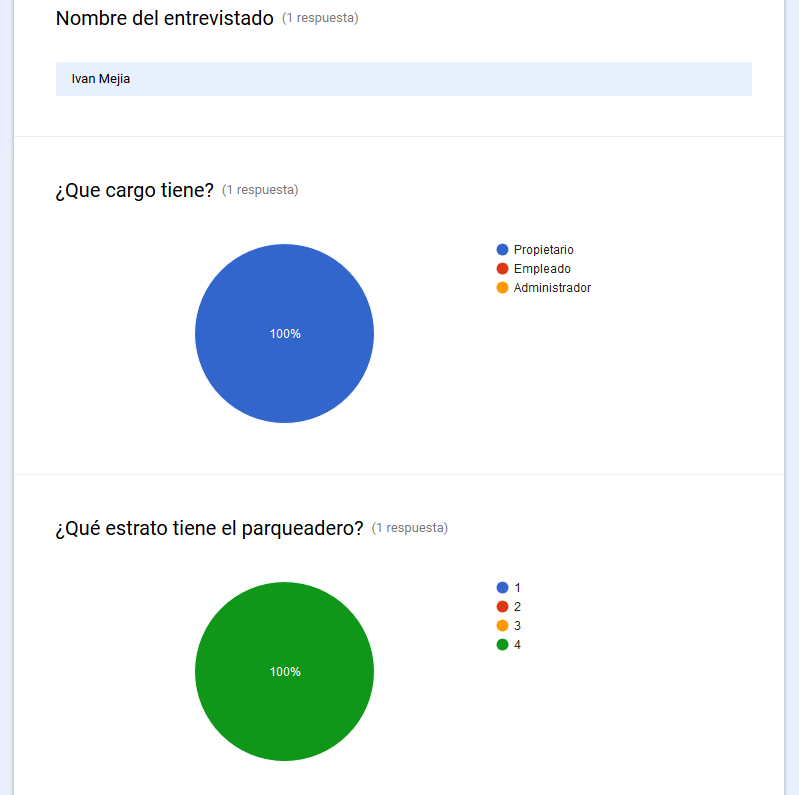 Nombre del entrevistado (1 respuesta)
Ivan Mejia
¿Que cargo tiene? (1 respuesta)
100%
Propietario
Empleado
Administrador
¿Qué estrato tiene el parqueadero? (1 respuesta)
100%
1
2
3
4